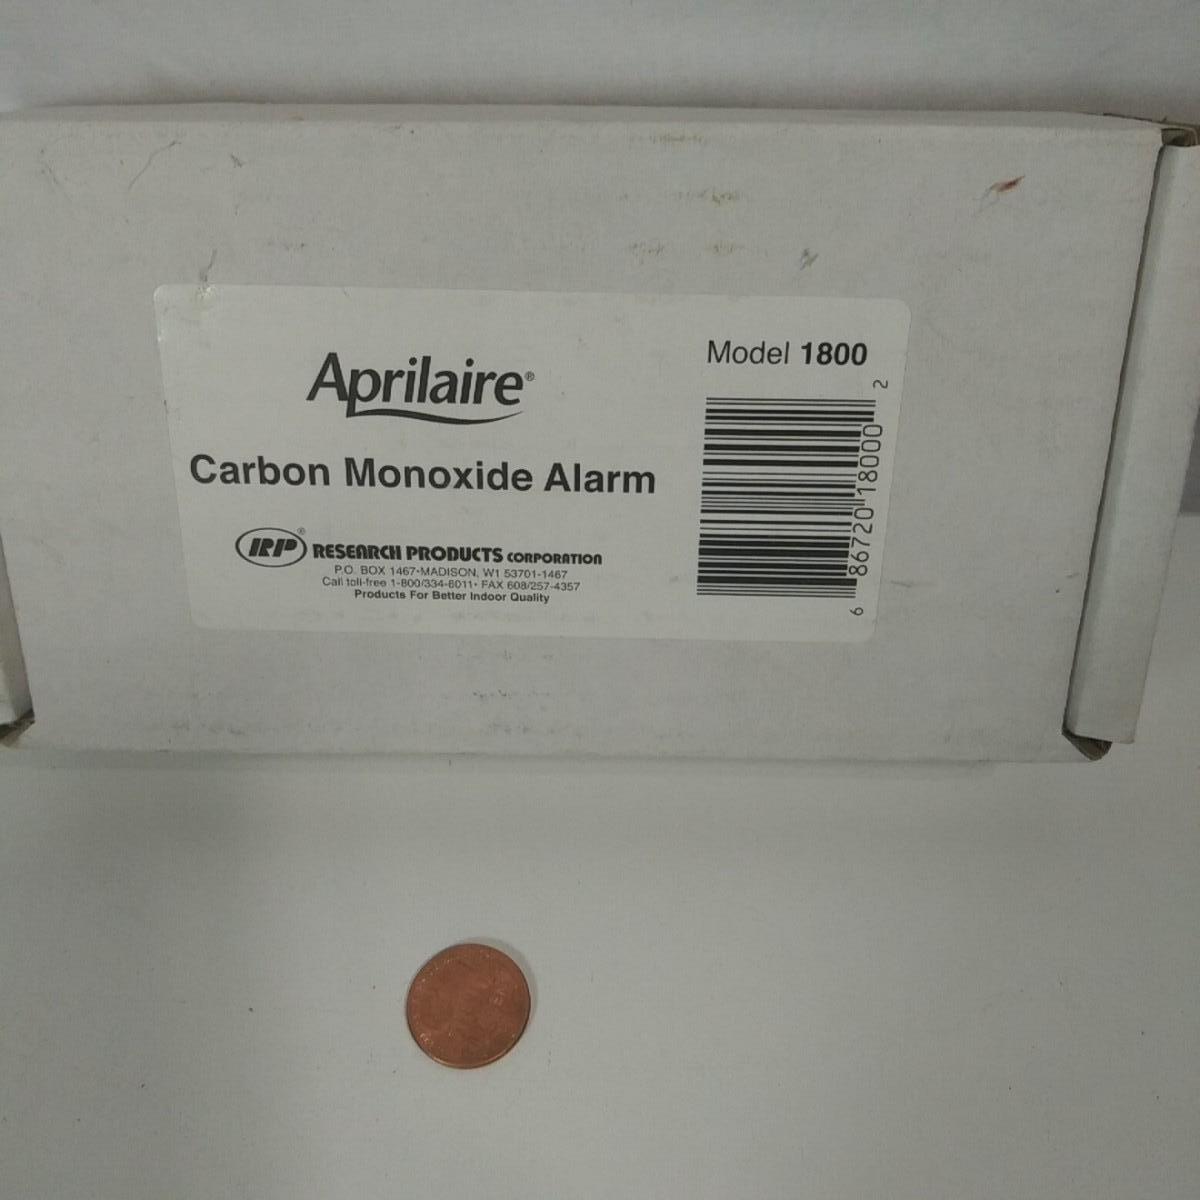 Aprilaire®
Carbon Monoxide Alarm
RP® RESEARCH PRODUCTS CORPORATION
P.O. BOX 1467•MADISON, W1 53701-1467
Call toll-free 1-800/334-6011• FAX 608/257-4357
Products For Better Indoor Quality
Model 1800
6 86720 18000 2